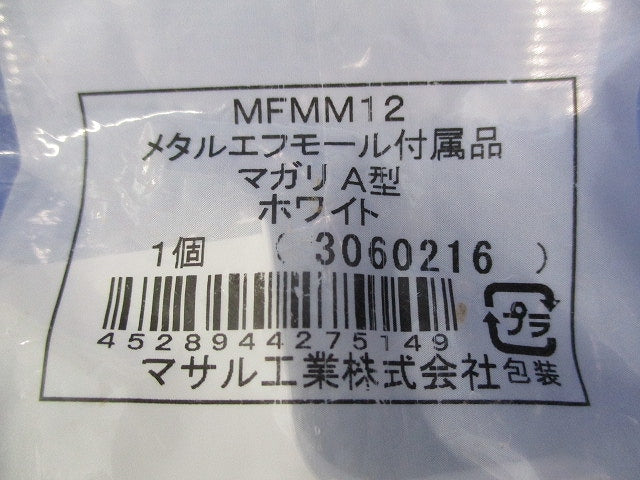 MFMM12
メタルエフモール付属品
マガリ A型
ホワイト
1個 ( 3060216 )
4528944275149
プラ
マサル工業株式会社 包装